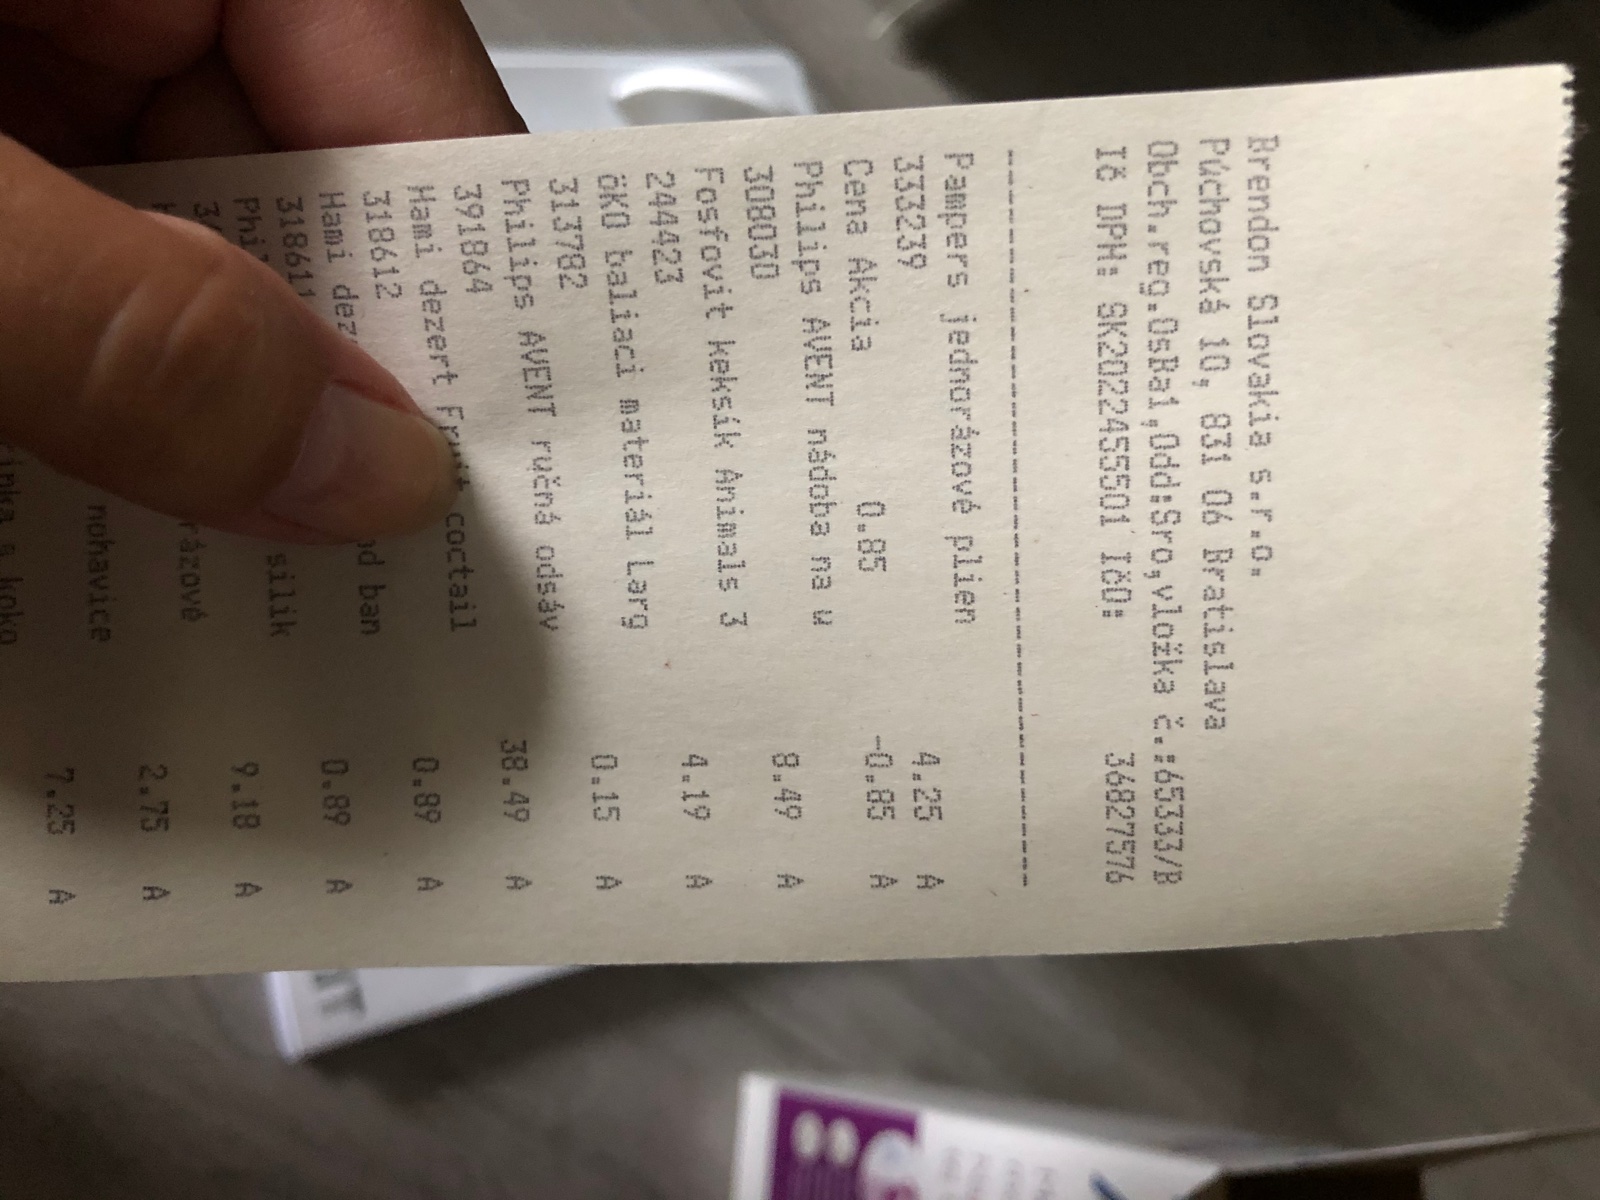 Brendon Slovakia s.r.o.
Púchovská 10, 831 06 Bratislava
Obch.reg.OsBa1,Odd:Sro,vložka č.:65333/B
IČ DPH: SK2022455501 IČO: 36827576
----------------------------------------
Pampers jednorázové plien 4.25 A
333239
Cena Akcia 0.85 -0.85 A
Philips AVENT nádoba na u 8.49 A
308030
Fosfovit keksík Animals 3 4.19 A
244423
ÖKO baliaci materiál Larg 0.15 A
313782
Philips AVENT ručná odsáv 38.49 A
391864
Hami dezert Fruit coctail 0.89 A
318612
Hami dez d ban 0.89 A
318611
Phi silik 9.18 A
rázové 2.75 A
nohavice 7.25 A